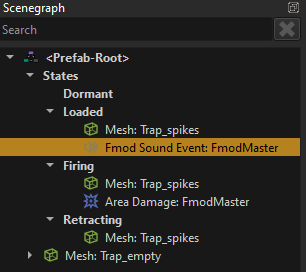 Scenegraph
Search
<Prefab-Root>
States
Dormant
Loaded
Mesh: Trap_spikes
Fmod Sound Event: FmodMaster
Firing
Mesh: Trap_spikes
Area Damage: FmodMaster
Retracting
Mesh: Trap_spikes
Mesh: Trap_empty